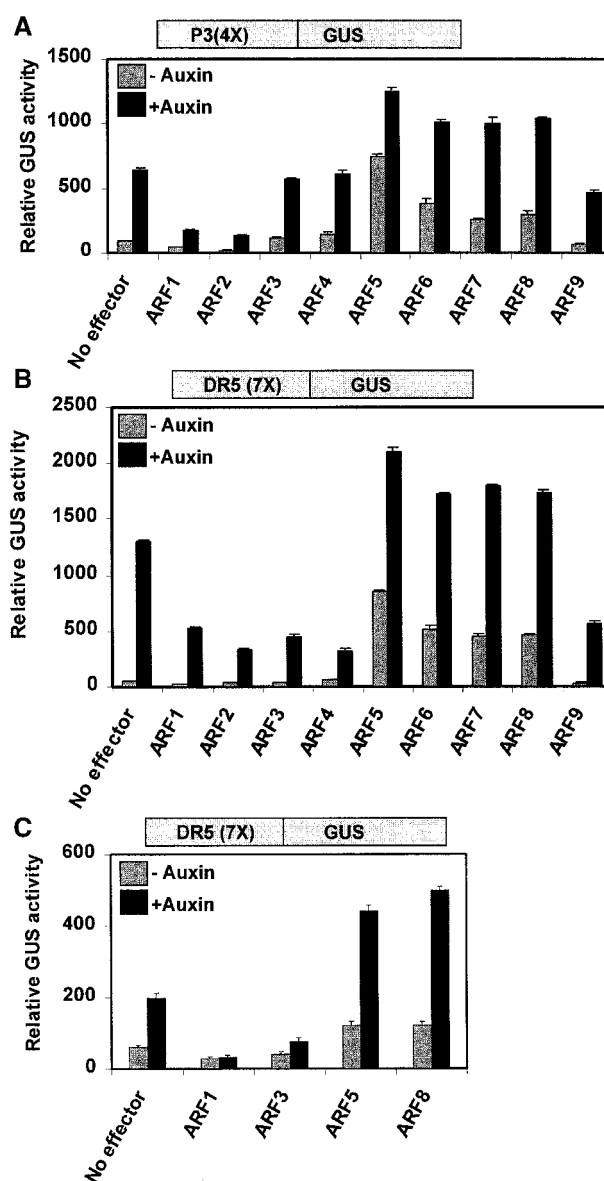 A
P3(4X) GUS
- Auxin
+Auxin
Relative GUS activity
1500
1000
500
0
No effector
ARF1
ARF2
ARF3
ARF4
ARF5
ARF6
ARF7
ARF8
ARF9
B
DR5 (7X) GUS
- Auxin
+Auxin
Relative GUS activity
2500
2000
1500
1000
500
0
No effector
ARF1
ARF2
ARF3
ARF4
ARF5
ARF6
ARF7
ARF8
ARF9
C
DR5 (7X) GUS
- Auxin
+Auxin
Relative GUS activity
600
400
200
0
No effector
ARF1
ARF3
ARF5
ARF8